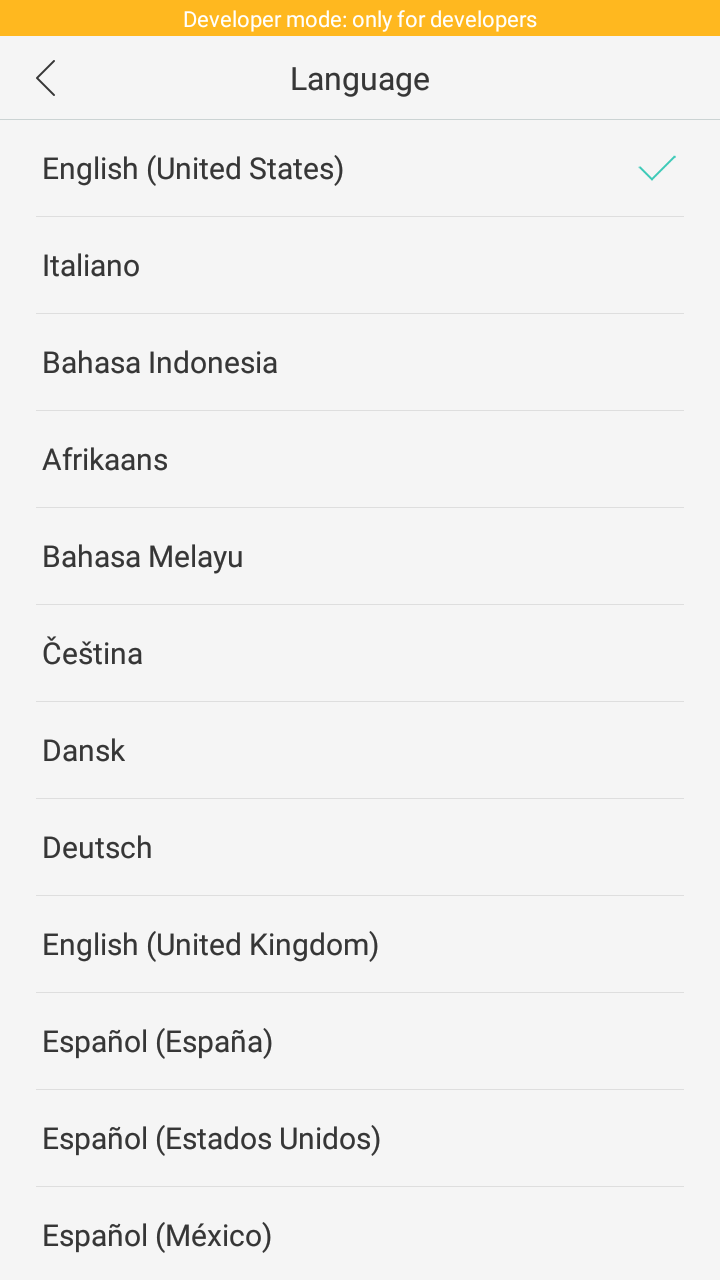 Developer mode: only for developers
Language
English (United States)
Italiano
Bahasa Indonesia
Afrikaans
Bahasa Melayu
Čeština
Dansk
Deutsch
English (United Kingdom)
Español (España)
Español (Estados Unidos)
Español (México)